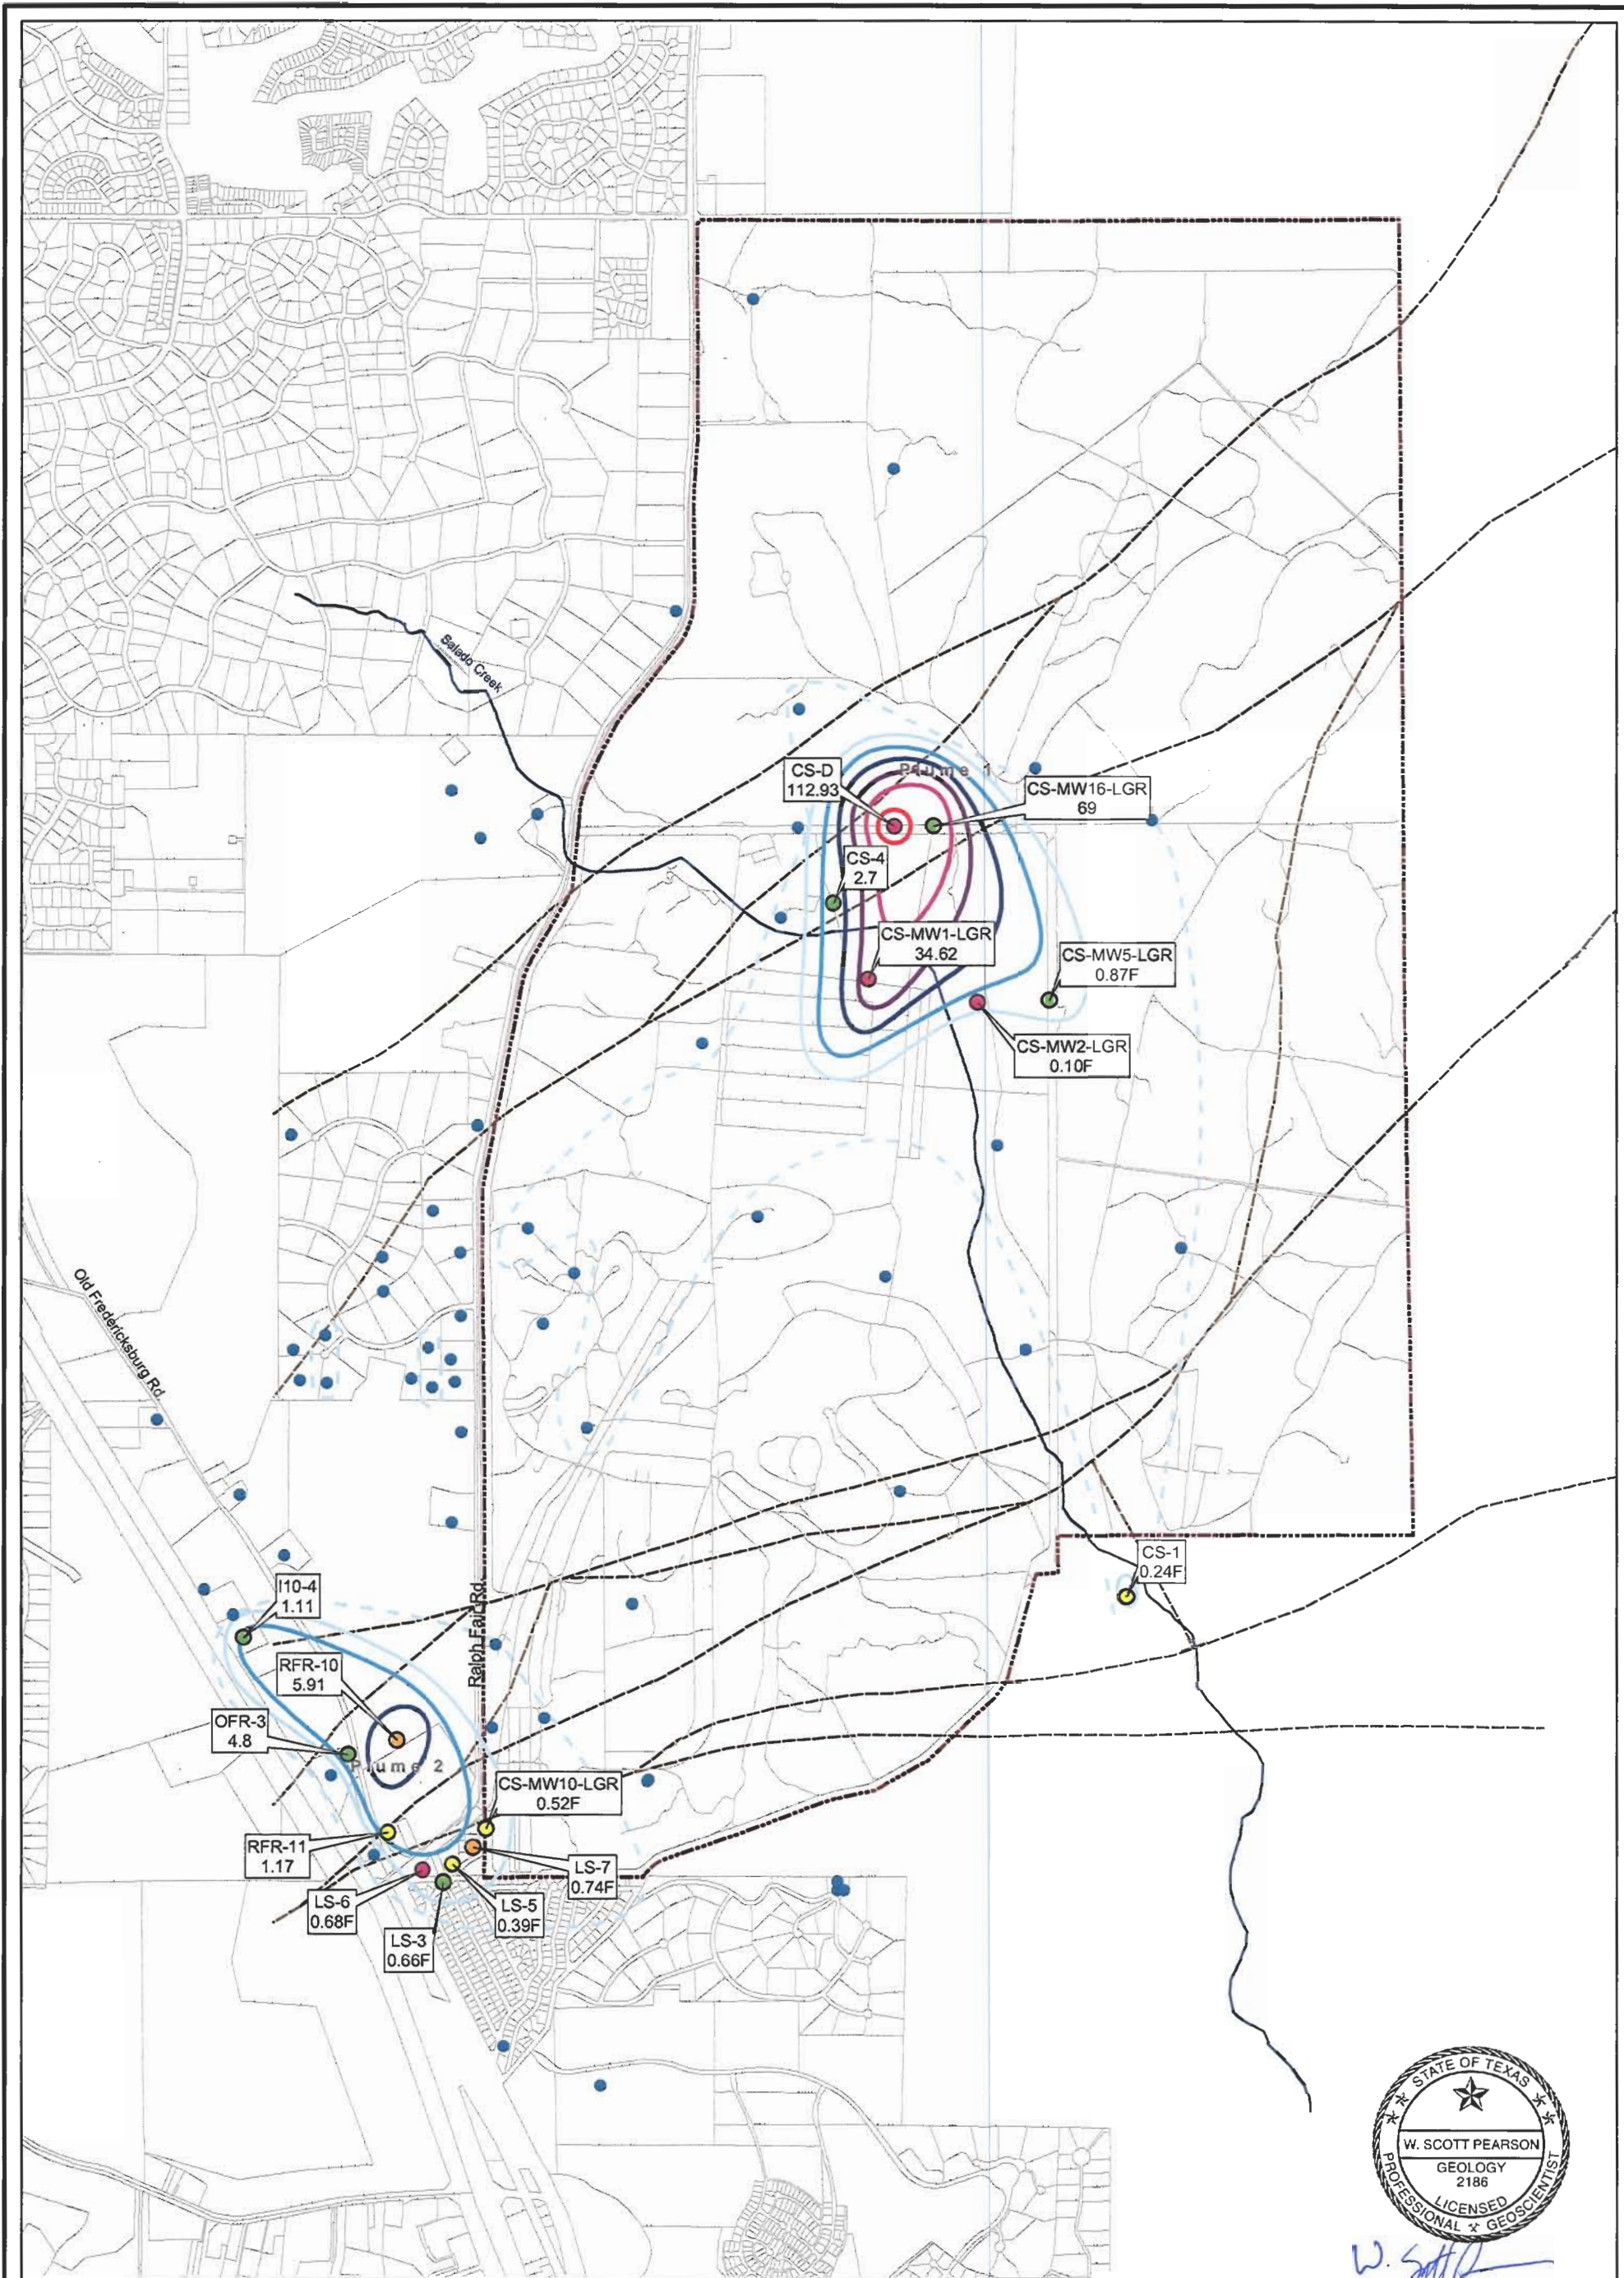 Salado Creek
Plume 1
CS-D
112.93
CS-MW16-LGR
69
CS-4
2.7
CS-MW1-LGR
34.62
CS-MW5-LGR
0.87F
CS-MW2-LGR
0.10F
Old Fredericksburg Rd
CS-1
0.24F
I10-4
1.11
Ralph Fair Rd
RFR-10
5.91
OFR-3
4.8
Plume 2
CS-MW10-LGR
0.52F
RFR-11
1.17
LS-7
0.74F
LS-6
0.68F
LS-5
0.39F
LS-3
0.66F
STATE OF TEXAS
W. SCOTT PEARSON
GEOLOGY
2186
LICENSED
PROFESSIONAL GEOSCIENTIST
W. Scott